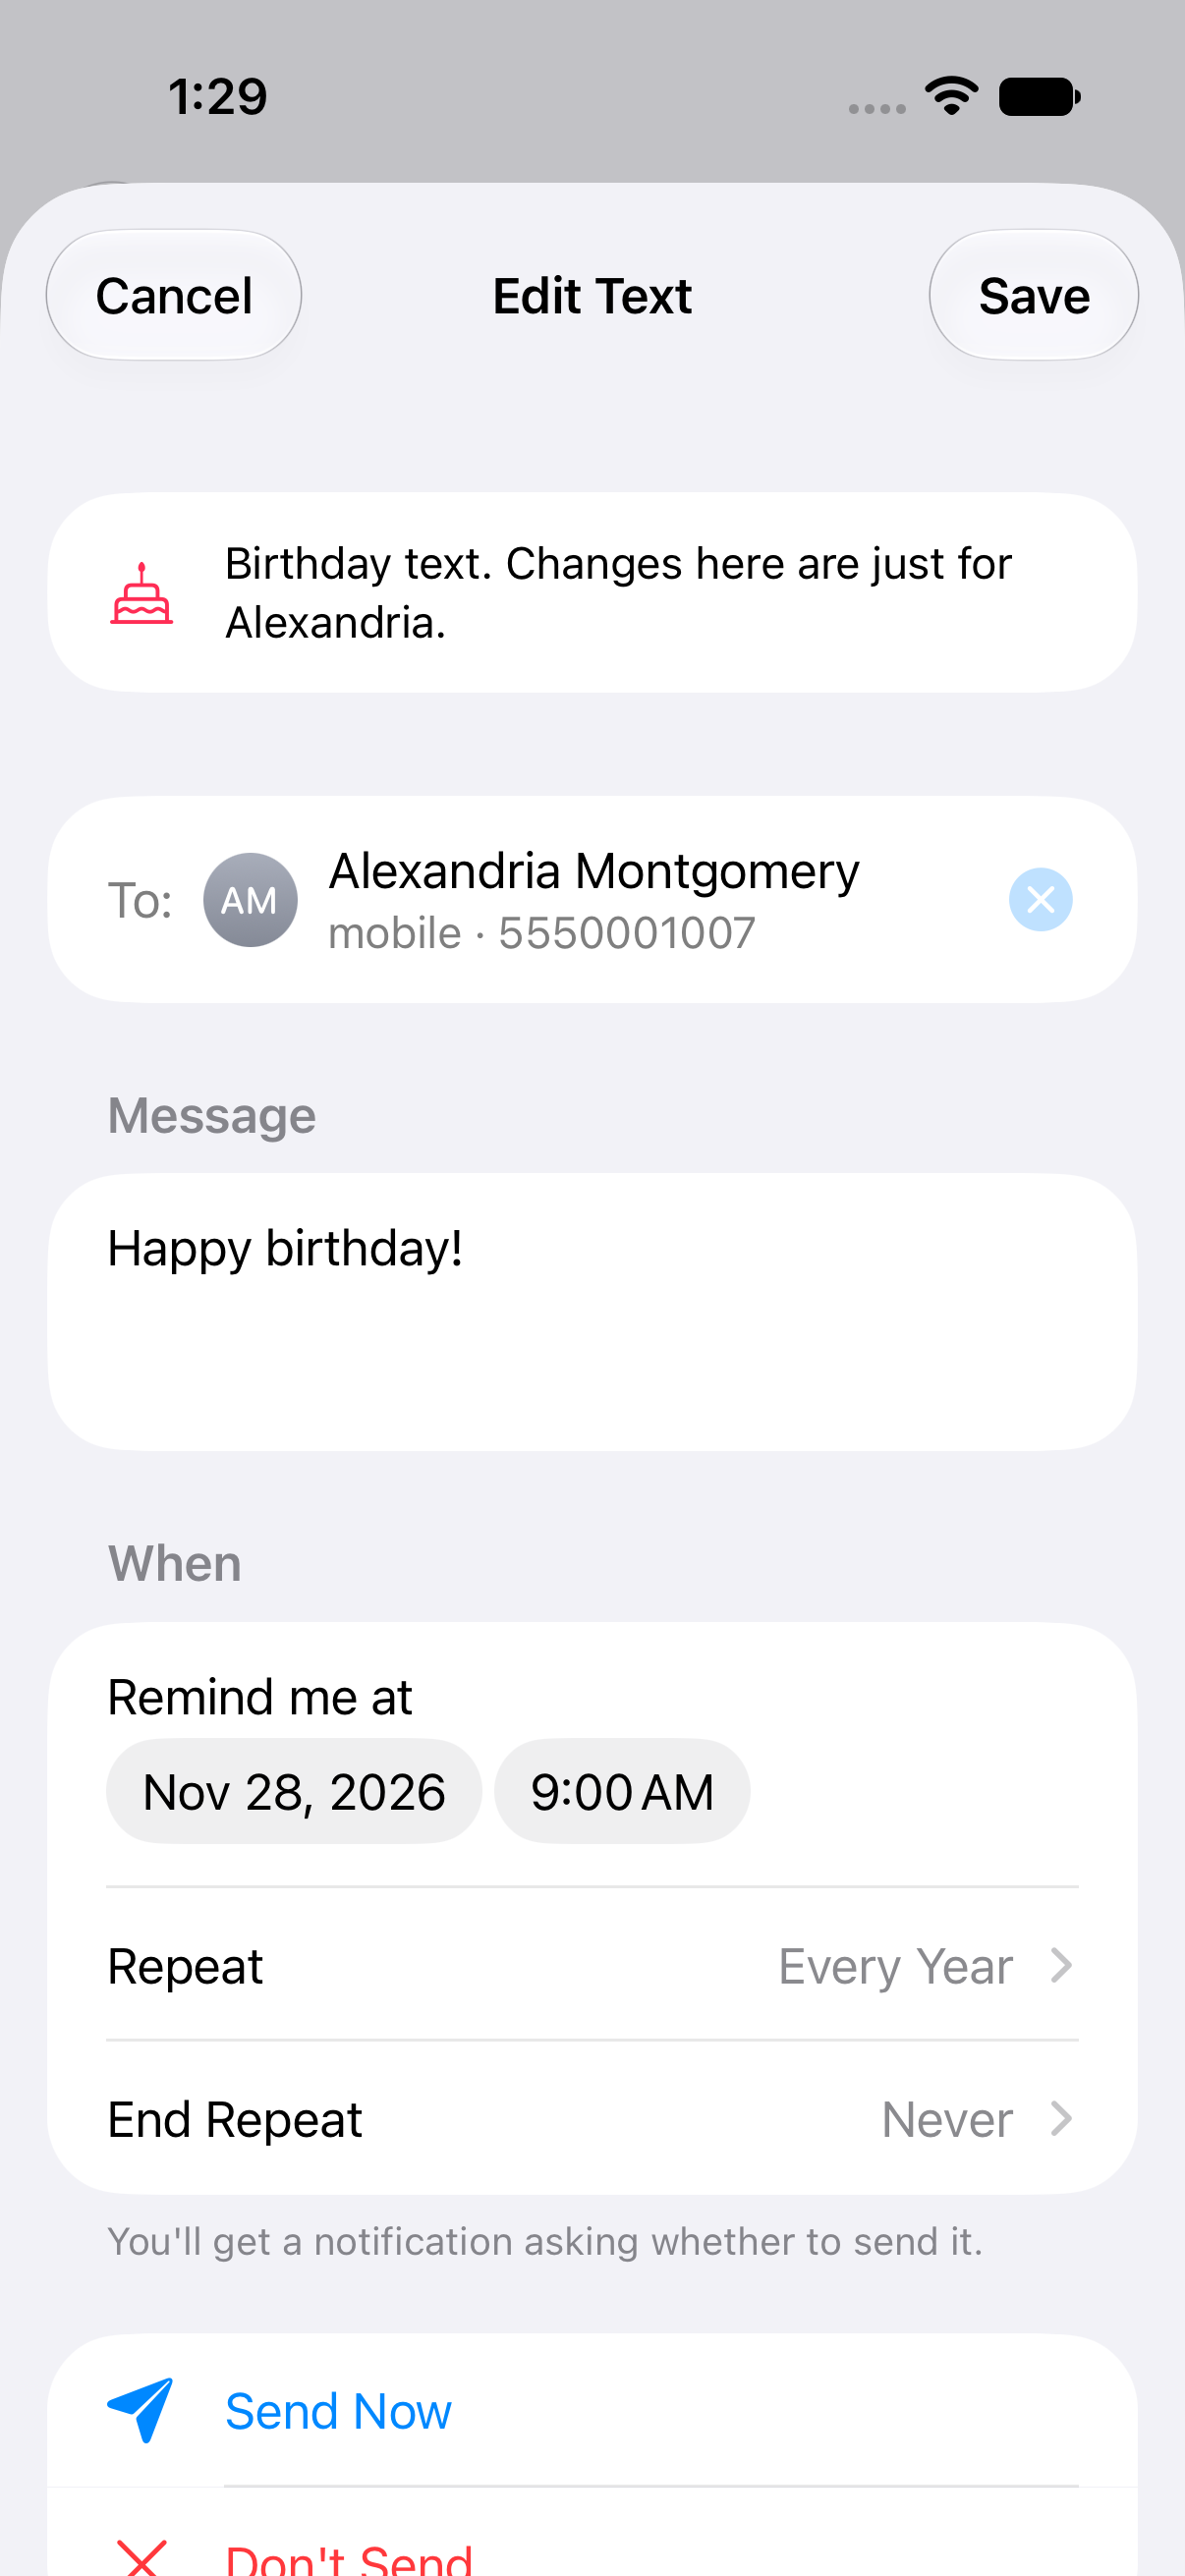 1:29
Cancel
Edit Text
Save
Birthday text. Changes here are just for
Alexandria.
To:
AM
Alexandria Montgomery
mobile · 5550001007
Message
Happy birthday!
When
Remind me at
Nov 28, 2026
9:00 AM
Repeat
Every Year
End Repeat
Never
You'll get a notification asking whether to send it.
Send Now
Don't Send